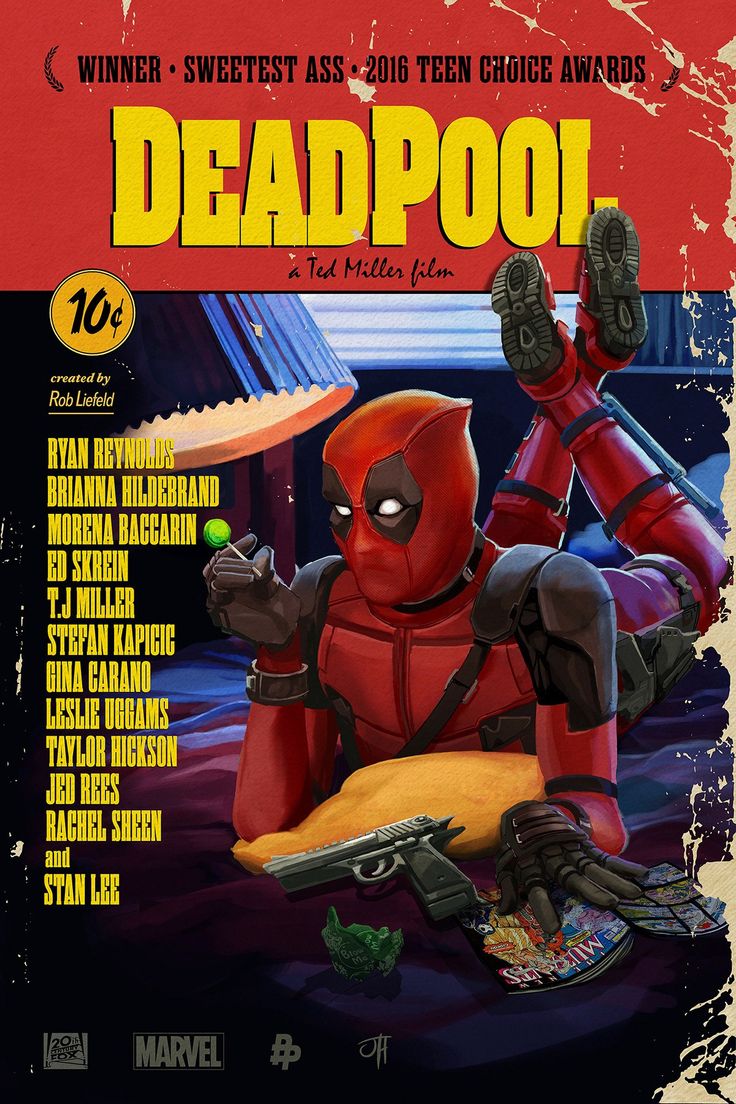 WINNER • SWEETEST ASS • 2016 TEEN CHOICE AWARDS
DEADPOOL
a Ted Miller film
10¢
created by
Rob Liefeld
RYAN REYNOLDS
BRIANNA HILDEBRAND
MORENA BACCARIN
ED SKREIN
T.J MILLER
STEFAN KAPICIC
GINA CARANO
LESLIE UGGAMS
TAYLOR HICKSON
JED REES
RACHEL SHEEN
and
STAN LEE
THE NEW
20th
CENTURY
FOX
MARVEL